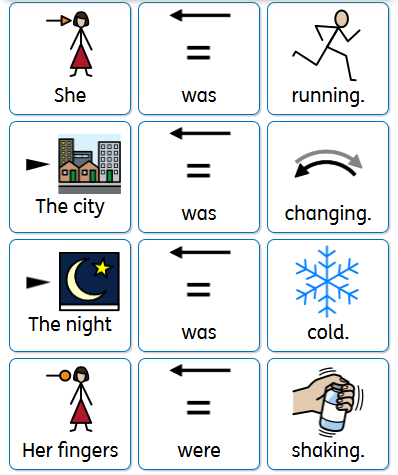 She was running.
The city was changing.
The night was cold.
Her fingers were shaking.